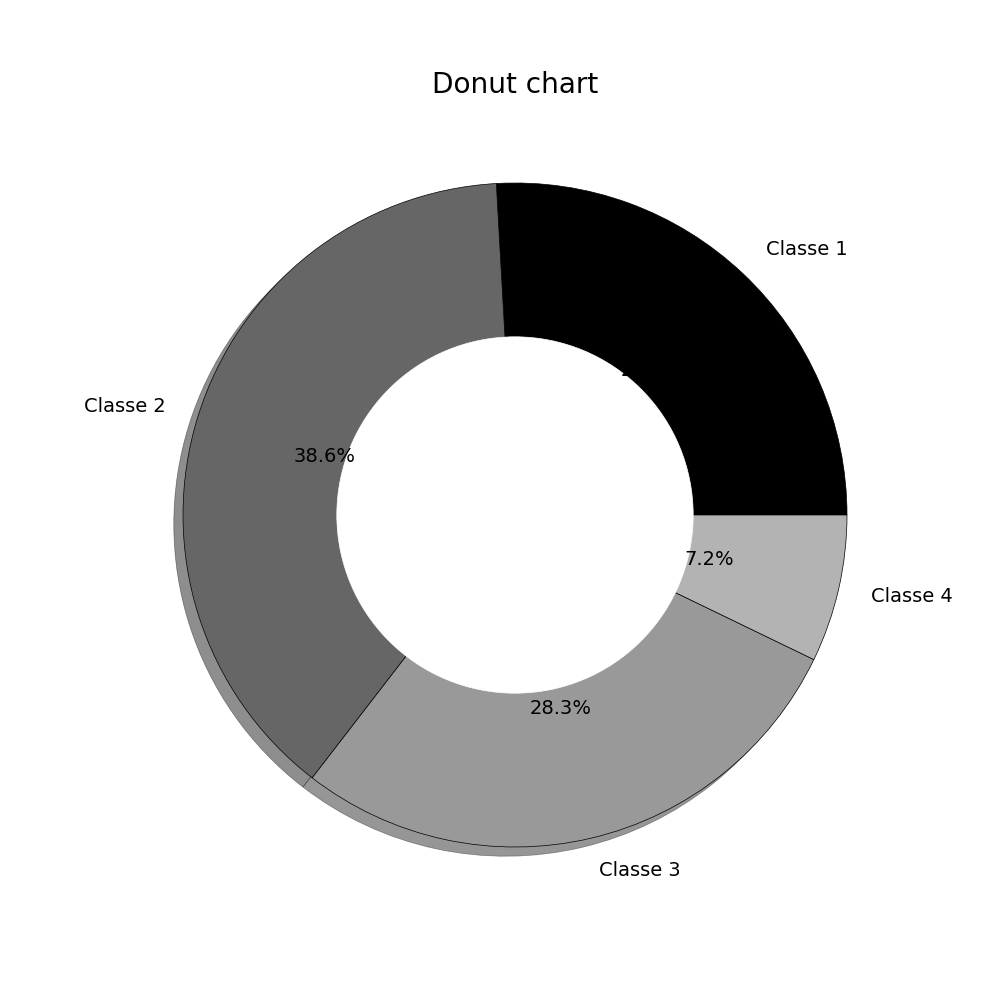 Donut chart
Classe 1
Classe 2
38.6%
7.2%
Classe 4
28.3%
Classe 3